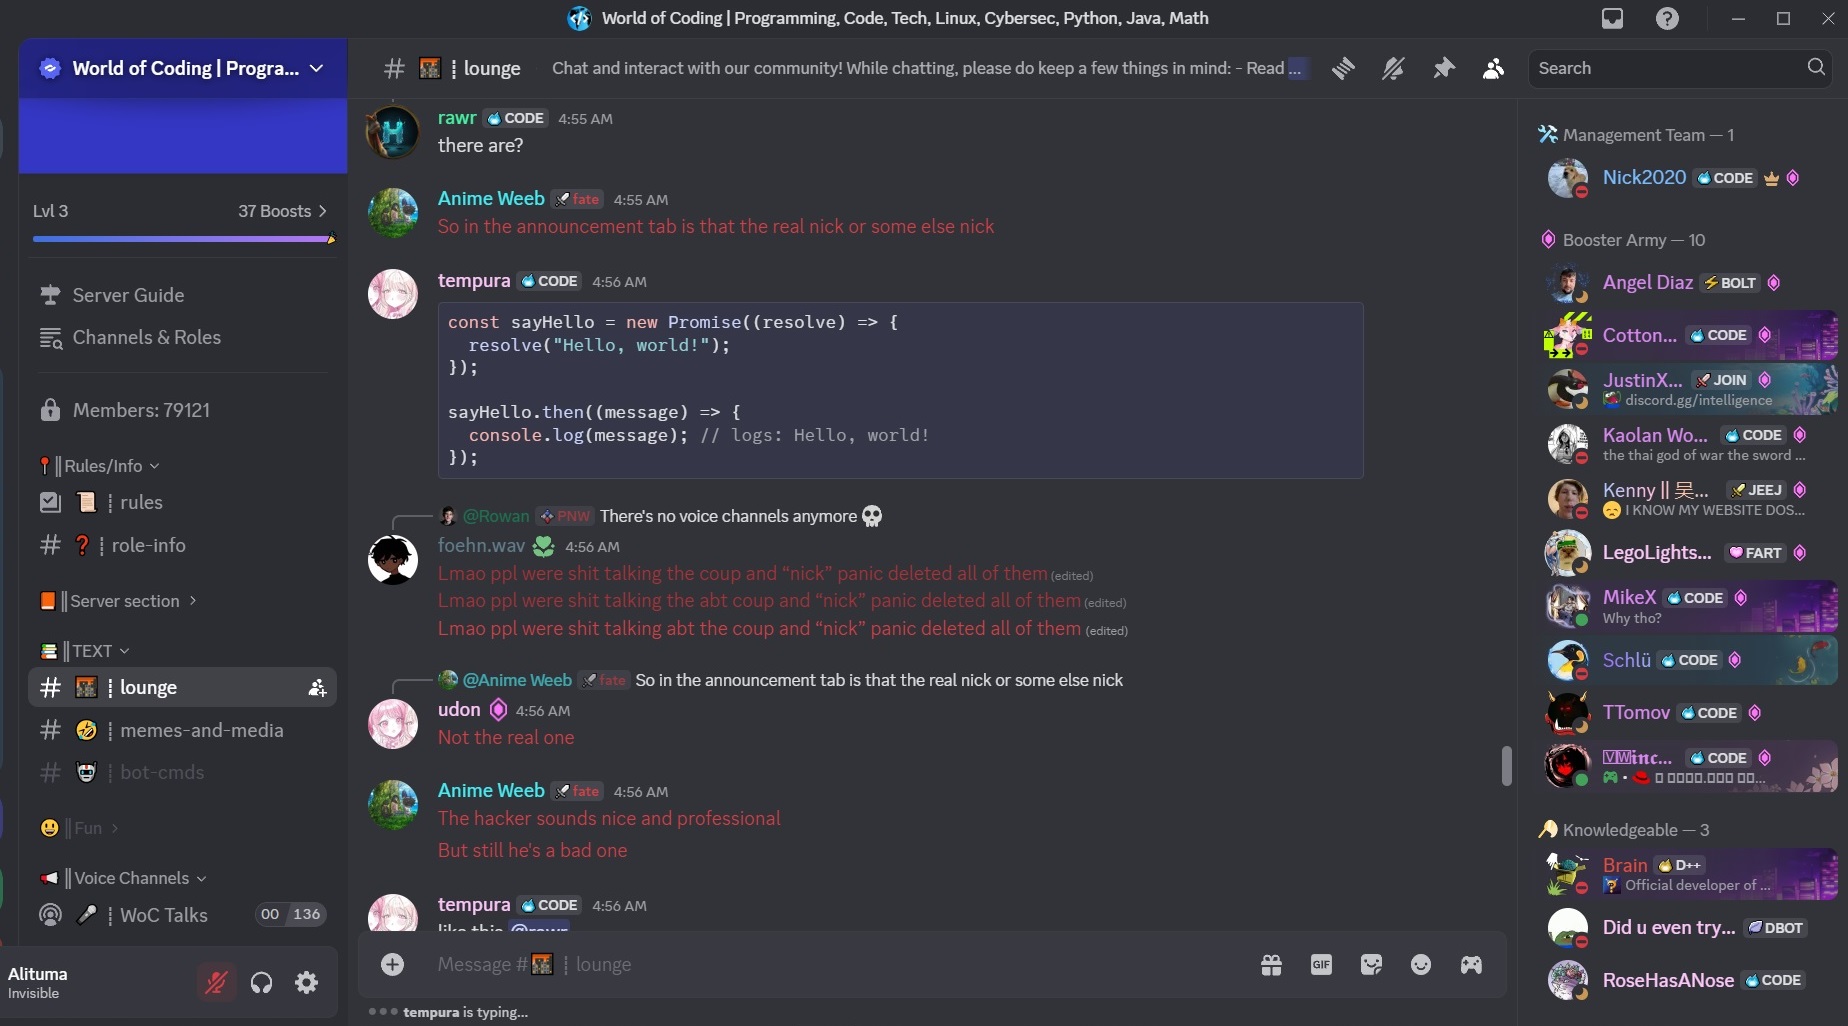 World of Coding | Programming, Code, Tech, Linux, Cybersec, Python, Java, Math
World of Coding | Progra...
Lvl 3
37 Boosts
Server Guide
Channels & Roles
Members: 79121
Rules/Info
rules
role-info
Server section
TEXT
lounge
memes-and-media
bot-cmds
Fun
Voice Channels
WoC Talks
00 136
Alituma
Invisible
lounge
Chat and interact with our community! While chatting, please do keep a few things in mind: - Read ...
Search
rawr CODE 4:55 AM
there are?
Anime Weeb fate 4:55 AM
So in the announcement tab is that the real nick or some else nick
tempura CODE 4:56 AM
const sayHello = new Promise((resolve) => {
resolve("Hello, world!");
});
sayHello.then((message) => {
console.log(message); // logs: Hello, world!
});
@Rowan PNW There's no voice channels anymore
foehn.wav 4:56 AM
Lmao ppl were shit talking the coup and “nick” panic deleted all of them (edited)
Lmao ppl were shit talking the abt coup and “nick” panic deleted all of them (edited)
Lmao ppl were shit talking abt the coup and “nick” panic deleted all of them (edited)
@Anime Weeb fate So in the announcement tab is that the real nick or some else nick
udon 4:56 AM
Not the real one
Anime Weeb fate 4:56 AM
The hacker sounds nice and professional
But still he's a bad one
tempura CODE 4:56 AM
like this @rawr
Message # lounge
GIF
tempura is typing...
Management Team — 1
Nick2020 CODE
Booster Army — 10
Angel Diaz BOLT
Cotton... CODE
JustinX... JOIN
discord.gg/intelligence
Kaolan Wo... CODE
the thai god of war the sword ...
Kenny || 吴... JEEJ
I KNOW MY WEBSITE DOS...
LegoLights... FART
MikeX CODE
Why tho?
Schlü CODE
TTomov CODE
🅅🅆𝖎𝖓𝖈... CODE
Knowledgeable — 3
Brain D++
Official developer of ...
Did u even try... DBOT
RoseHasANose CODE